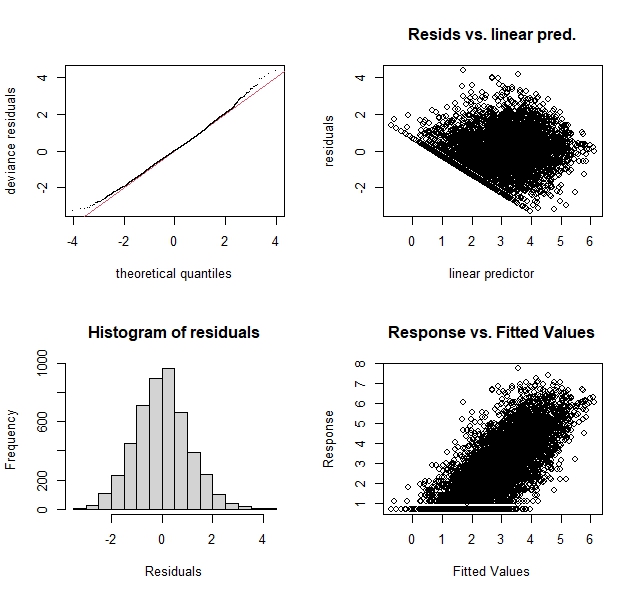 deviance residuals
-2 0 2 4
-4 -2 0 2 4
theoretical quantiles
Resids vs. linear pred.
residuals
-2 0 2 4
0 1 2 3 4 5 6
linear predictor
Histogram of residuals
Frequency
0 200 600 1000
-2 0 2 4
Residuals
Response vs. Fitted Values
Response
1 2 3 4 5 6 7 8
0 1 2 3 4 5 6
Fitted Values